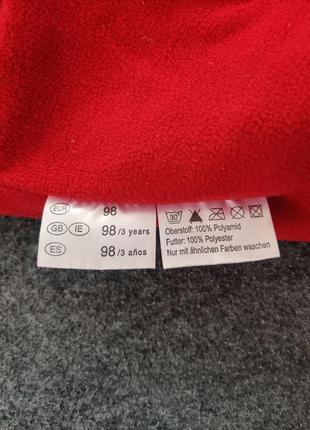 EUR 98
GB IE 98/3 years
ES 98/3 años
30°
Oberstoff: 100% Polyamid
Futter: 100% Polyester
Nur mit ähnlichen Farben waschen